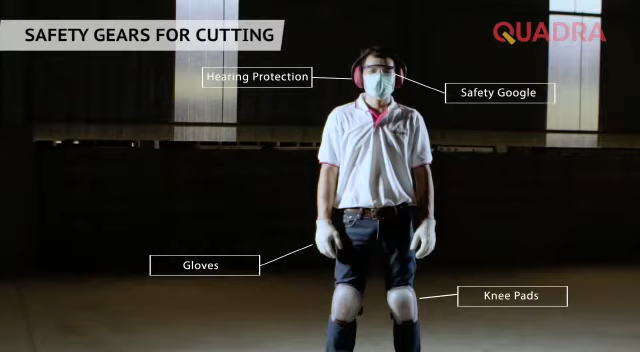 SAFETY GEARS FOR CUTTING
QUADRA
Hearing Protection
Safety Google
Gloves
Knee Pads